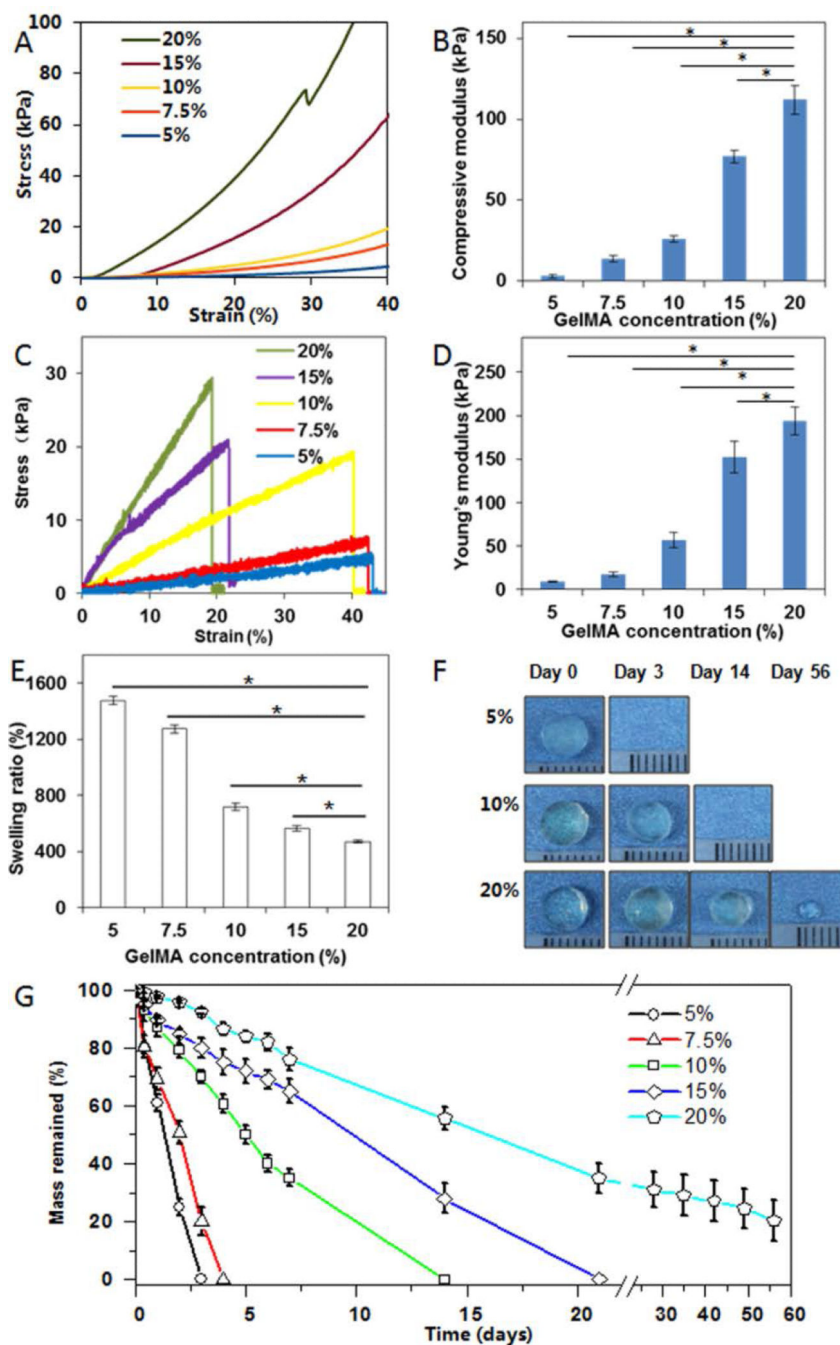 A
100
80
60
40
20
0
Stress (kPa)
20%
15%
10%
7.5%
5%
0 10 20 30 40
Strain (%)
B
150
100
50
0
Compressive modulus (kPa)
* 
*
*
*
5 7.5 10 15 20
GelMA concentration (%)
C
30
20
10
0
Stress (kPa)
20%
15%
10%
7.5%
5%
0 10 20 30 40
Strain (%)
D
250
200
150
100
50
0
Young's modulus (kPa)
*
*
*
*
5 7.5 10 15 20
GelMA concentration (%)
E
1600
1200
800
400
0
Swelling ratio (%)
*
*
*
*
5 7.5 10 15 20
GelMA concentration (%)
F Day 0 Day 3 Day 14 Day 56
5%
10%
20%
G
100
80
60
40
20
0
Mass remained (%)
5%
7.5%
10%
15%
20%
0 5 10 15 20 30 40 50 60
Time (days)